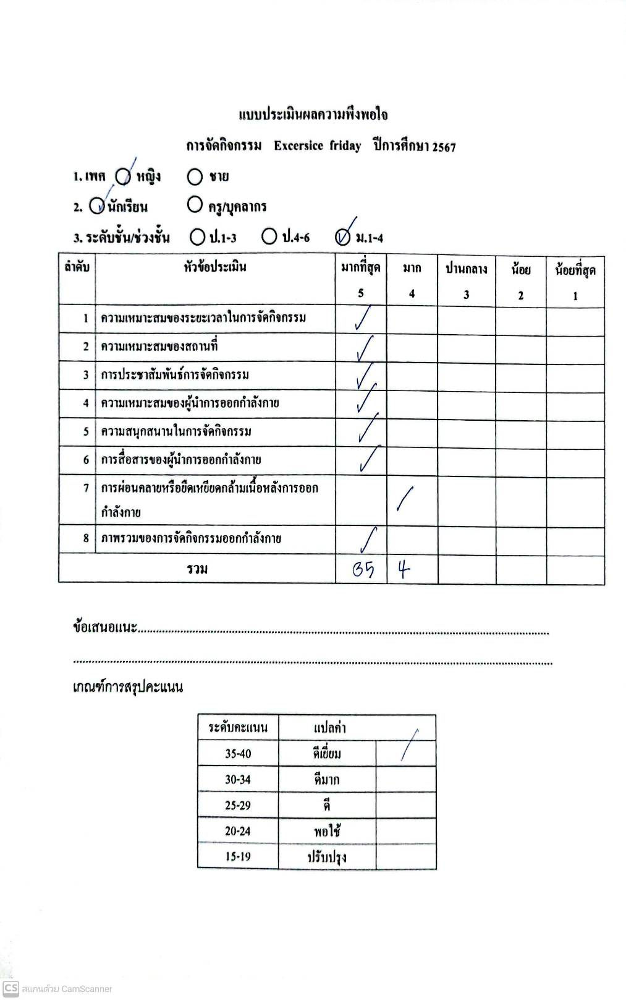 แบบประเมินผลความพึงพอใจ
การจัดกิจกรรม Excersice friday ปีการศึกษา 2567
1. เพศ หญิง ชาย
2. นักเรียน ครู/บุคลากร
3. ระดับชั้น/ช่วงชั้น ป.1-3 ป.4-6 ม.1-4
ลำดับ หัวข้อประเมิน มากที่สุด มาก ปานกลาง น้อย น้อยที่สุด
5 4 3 2 1
1 ความเหมาะสมของระยะเวลาในการจัดกิจกรรม ✓
2 ความเหมาะสมของสถานที่ ✓
3 การประชาสัมพันธ์การจัดกิจกรรม ✓
4 ความเหมาะสมของผู้นำการออกกำลังกาย ✓
5 ความสนุกสนานในการจัดกิจกรรม ✓
6 การสื่อสารของผู้นำการออกกำลังกาย ✓
7 การผ่อนคลายหรือยืดเหยียดกล้ามเนื้อหลังการออก ✓
กำลังกาย
8 ภาพรวมของการจัดกิจกรรมออกกำลังกาย ✓
รวม 35 4
ข้อเสนอแนะ
เกณฑ์การสรุปคะแนน
ระดับคะแนน แปลค่า
35-40 ดีเยี่ยม /
30-34 ดีมาก
25-29 ดี
20-24 พอใช้
15-19 ปรับปรุง
CS สแกนด้วย CamScanner